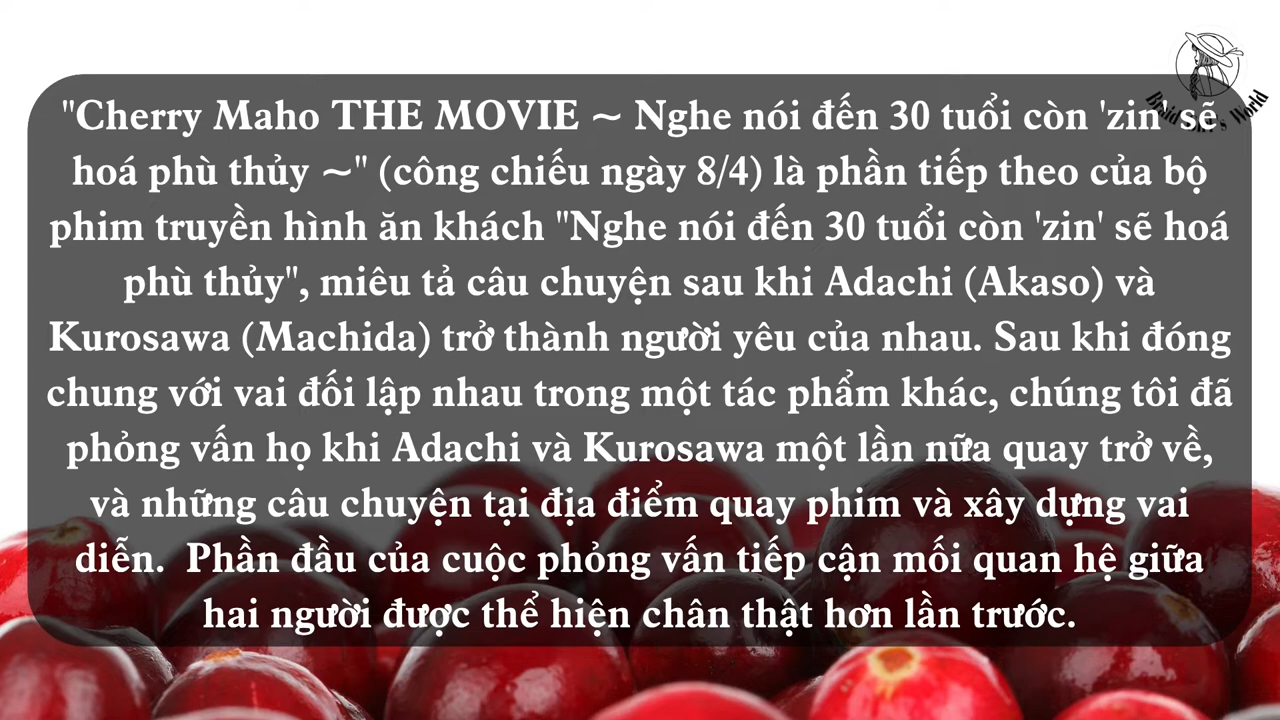 "Cherry Maho THE MOVIE ~ Nghe nói đến 30 tuổi còn 'zin' sẽ
hoá phù thủy ~" (công chiếu ngày 8/4) là phần tiếp theo của bộ
phim truyền hình ăn khách "Nghe nói đến 30 tuổi còn 'zin' sẽ hoá
phù thủy", miêu tả câu chuyện sau khi Adachi (Akaso) và
Kurosawa (Machida) trở thành người yêu của nhau. Sau khi đóng
chung với vai đối lập nhau trong một tác phẩm khác, chúng tôi đã
phỏng vấn họ khi Adachi và Kurosawa một lần nữa quay trở về,
và những câu chuyện tại địa điểm quay phim và xây dựng vai
diễn.  Phần đầu của cuộc phỏng vấn tiếp cận mối quan hệ giữa
hai người được thể hiện chân thật hơn lần trước.
World